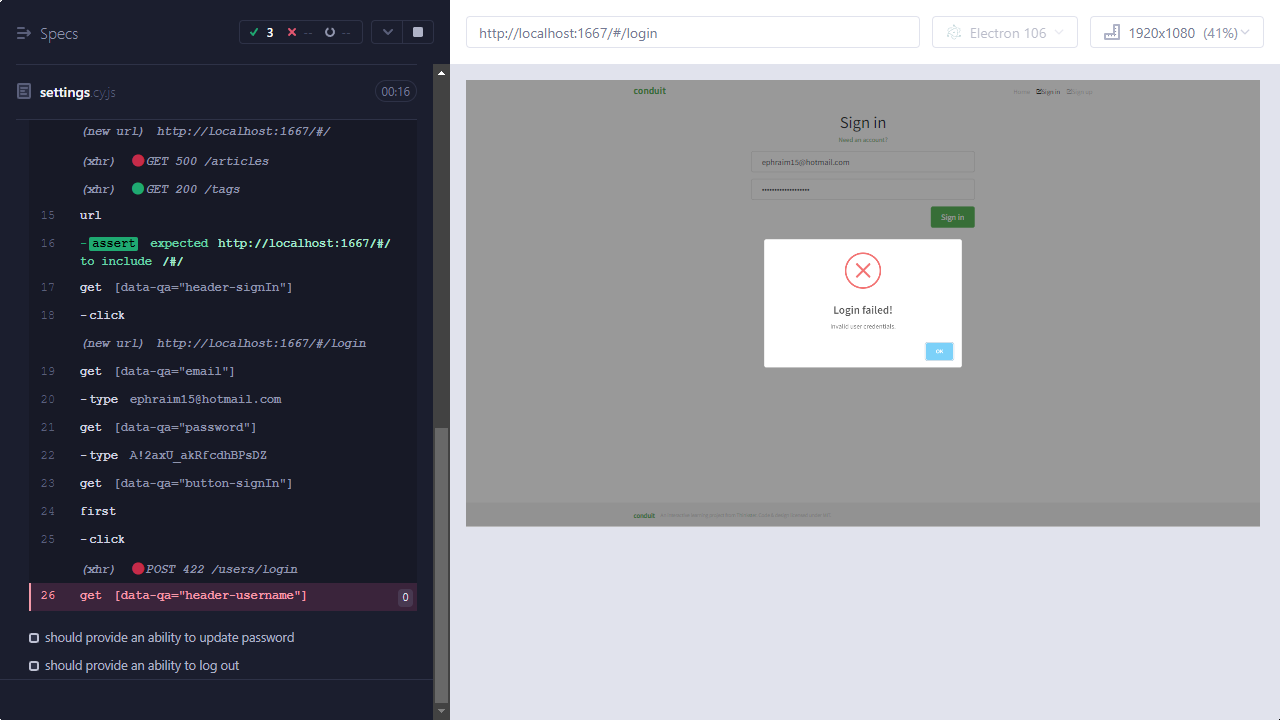 Specs
3
--
--
http://localhost:1667/#/login
Electron 106
1920x1080 (41%)
settings.cy.js
00:16
(new url) http://localhost:1667/#/
(xhr) GET 500 /articles
(xhr) GET 200 /tags
15 url
16 -assert expected http://localhost:1667/#/
to include /#/
17 get [data-qa="header-signIn"]
18 -click
(new url) http://localhost:1667/#/login
19 get [data-qa="email"]
20 -type ephraim15@hotmail.com
21 get [data-qa="password"]
22 -type A!2axU_akRfcdhBPsDZ
23 get [data-qa="button-signIn"]
24 first
25 -click
(xhr) POST 422 /users/login
26 get [data-qa="header-username"] 0
should provide an ability to update password
should provide an ability to log out
conduit
Home Sign in Sign up
Sign in
Need an account?
ephraim15@hotmail.com
Sign in
Login failed!
Invalid user credentials.
OK
conduit